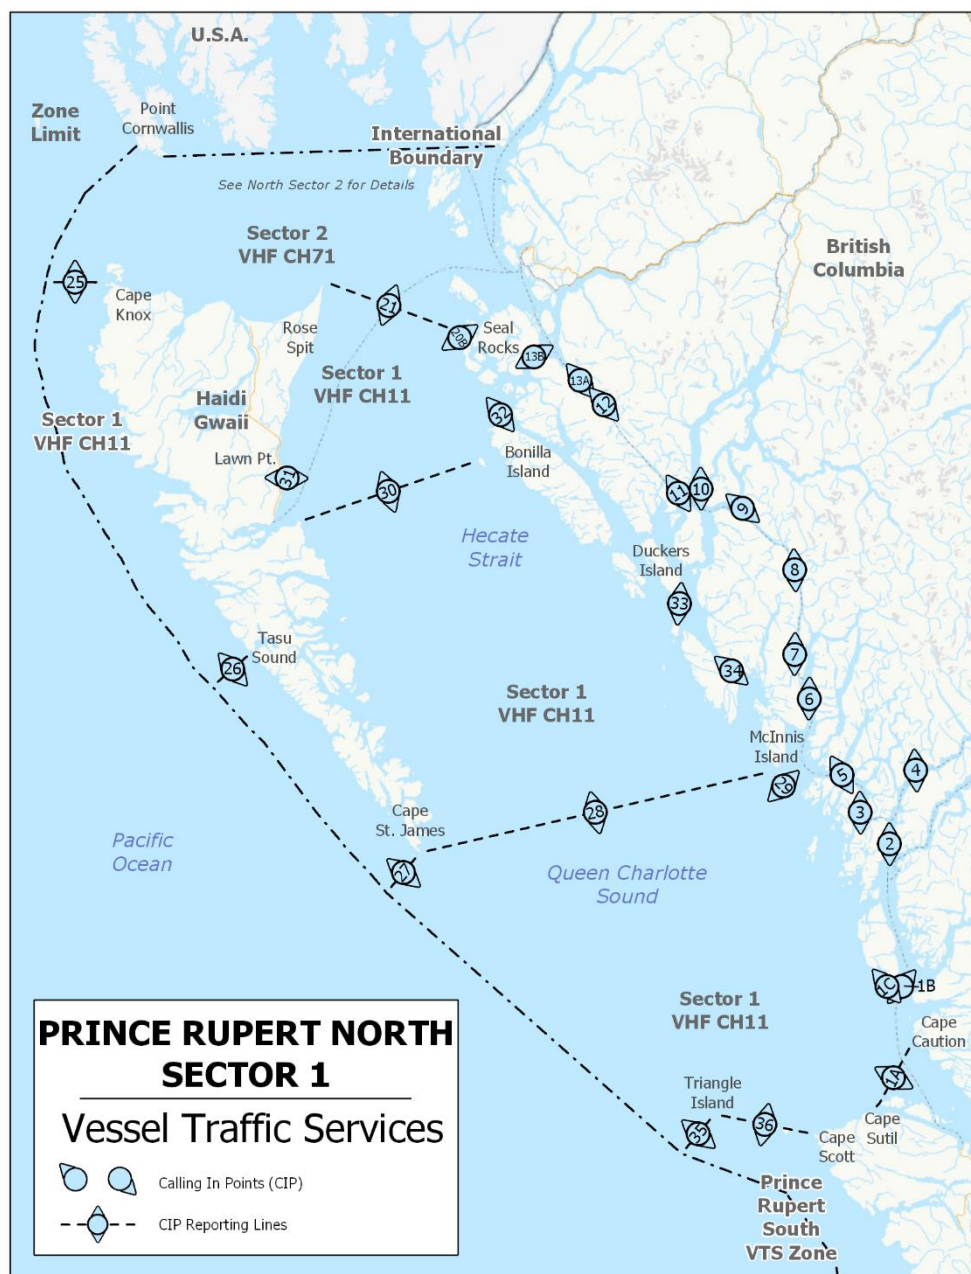 U.S.A.
Zone
Limit
Point
Cornwallis
International
Boundary
See North Sector 2 for Details
Sector 2
VHF CH71
British
Columbia
25
Cape
Knox
21
Rose
Spit
20B
Seal
Rocks
13B
13A
12
Sector 1
VHF CH11
Haidi
Gwaii
Sector 1
VHF CH11
32
Lawn Pt.
31
Bonilla
Island
30
11
10
9
Hecate
Strait
Duckers
Island
8
33
Tasu
Sound
26
7
34
6
Sector 1
VHF CH11
McInnis
Island
29
5
4
3
2
28
Cape
St. James
27
Pacific
Ocean
Queen Charlotte
Sound
1C
1B
Sector 1
VHF CH11
Cape
Caution
1A
Triangle
Island
Cape
Sutil
35
36
Cape
Scott
Prince
Rupert
South
VTS Zone
PRINCE RUPERT NORTH
SECTOR 1
Vessel Traffic Services
Calling In Points (CIP)
CIP Reporting Lines